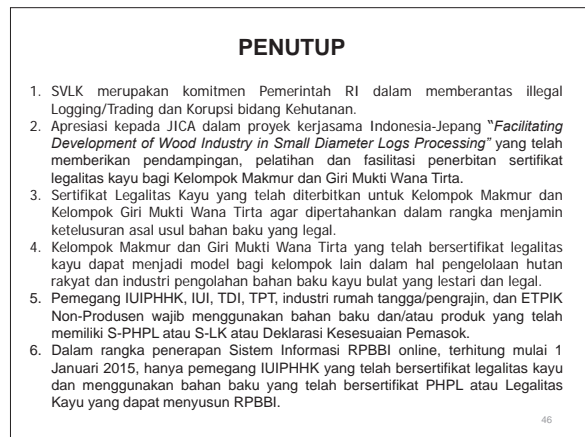 PENUTUP
1. SVLK merupakan komitmen Pemerintah RI dalam memberantas illegal
Logging/Trading dan Korupsi bidang Kehutanan.
2. Apresiasi kepada JICA dalam proyek kerjasama Indonesia-Jepang “Facilitating
Development of Wood Industry in Small Diameter Logs Processing” yang telah
memberikan pendampingan, pelatihan dan fasilitasi penerbitan sertifikat
legalitas kayu bagi Kelompok Makmur dan Giri Mukti Wana Tirta.
3. Sertifikat Legalitas Kayu yang telah diterbitkan untuk Kelompok Makmur dan
Kelompok Giri Mukti Wana Tirta agar dipertahankan dalam rangka menjamin
ketelusuran asal usul bahan baku yang legal.
4. Kelompok Makmur dan Giri Mukti Wana Tirta yang telah bersertifikat legalitas
kayu dapat menjadi model bagi kelompok lain dalam hal pengelolaan hutan
rakyat dan industri pengolahan bahan baku kayu bulat yang lestari dan legal.
5. Pemegang IUIPHHK, IUI, TDI, TPT, industri rumah tangga/pengrajin, dan ETPIK
Non-Produsen wajib menggunakan bahan baku dan/atau produk yang telah
memiliki S-PHPL atau S-LK atau Deklarasi Kesesuaian Pemasok.
6. Dalam rangka penerapan Sistem Informasi RPBBI online, terhitung mulai 1
Januari 2015, hanya pemegang IUIPHHK yang telah bersertifikat legalitas kayu
dan menggunakan bahan baku yang telah bersertifikat PHPL atau Legalitas
Kayu yang dapat menyusun RPBBI.
46